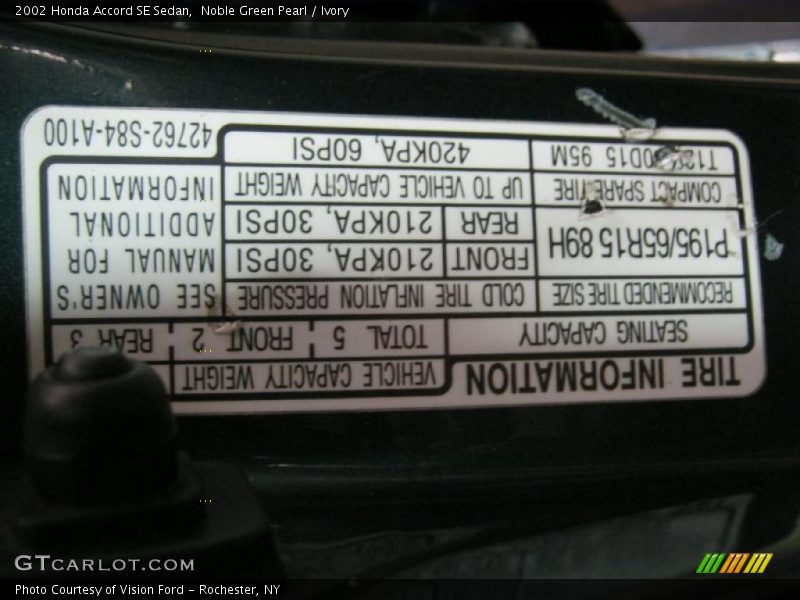 2002 Honda Accord SE Sedan, Noble Green Pearl / Ivory
TIRE INFORMATION
VEHICLE CAPACITY WEIGHT
SEATING CAPACITY
TOTAL 5
FRONT 2
REAR 3
RECOMMENDED TIRE SIZE
COLD TIRE INFLATION PRESSURE
SEE OWNER'S
MANUAL FOR
ADDITIONAL
INFORMATION
P195/65R15 89H
FRONT
210KPA, 30PSI
REAR
210KPA, 30PSI
COMPACT SPARE TIRE
UP TO VEHICLE CAPACITY WEIGHT
95M
420KPA, 60PSI
42762-S84-A100
GTCARLOT.COM
Photo Courtesy of Vision Ford – Rochester, NY